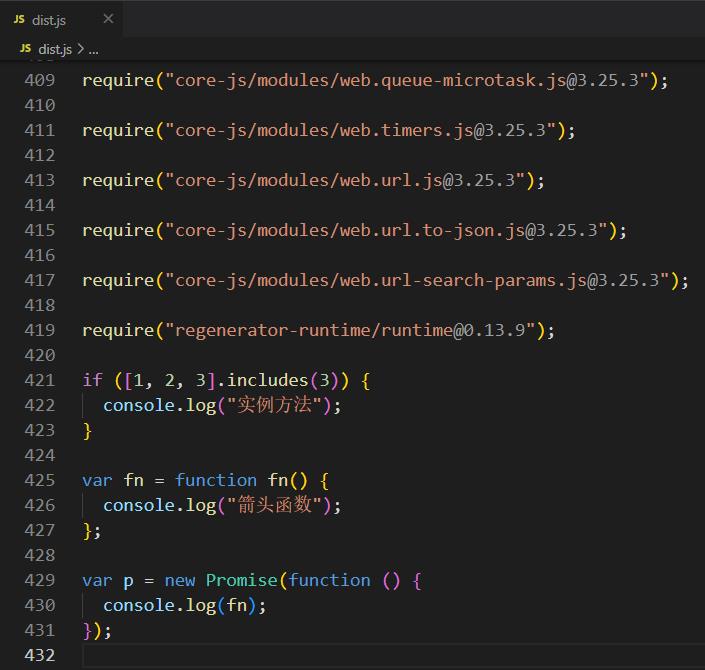 JS dist.js ×
JS dist.js > ...
409 require("core-js/modules/web.queue-microtask.js@3.25.3");
410
411 require("core-js/modules/web.timers.js@3.25.3");
412
413 require("core-js/modules/web.url.js@3.25.3");
414
415 require("core-js/modules/web.url.to-json.js@3.25.3");
416
417 require("core-js/modules/web.url-search-params.js@3.25.3");
418
419 require("regenerator-runtime/runtime@0.13.9");
420
421 if ([1, 2, 3].includes(3)) {
422   console.log("实例方法");
423 }
424
425 var fn = function fn() {
426   console.log("箭头函数");
427 };
428
429 var p = new Promise(function () {
430   console.log(fn);
431 });
432